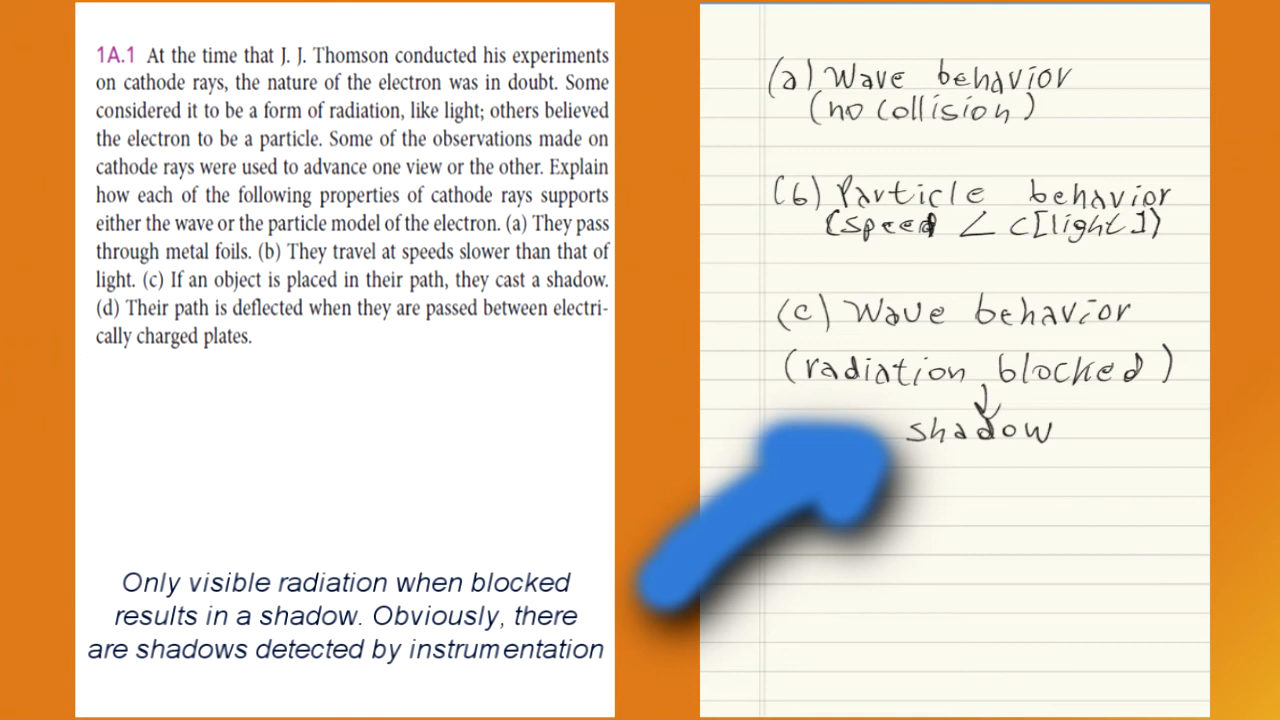 1A.1 At the time that J. J. Thomson conducted his experiments
on cathode rays, the nature of the electron was in doubt. Some
considered it to be a form of radiation, like light; others believed
the electron to be a particle. Some of the observations made on
cathode rays were used to advance one view or the other. Explain
how each of the following properties of cathode rays supports
either the wave or the particle model of the electron. (a) They pass
through metal foils. (b) They travel at speeds slower than that of
light. (c) If an object is placed in their path, they cast a shadow.
(d) Their path is deflected when they are passed between electri-
cally charged plates.
Only visible radiation when blocked
results in a shadow. Obviously, there
are shadows detected by instrumentation
(a) Wave behavior
(no collision)
(b) Particle behavior
(speed < c[light])
(c) Wave behavior
(radiation blocked)
↓
shadow